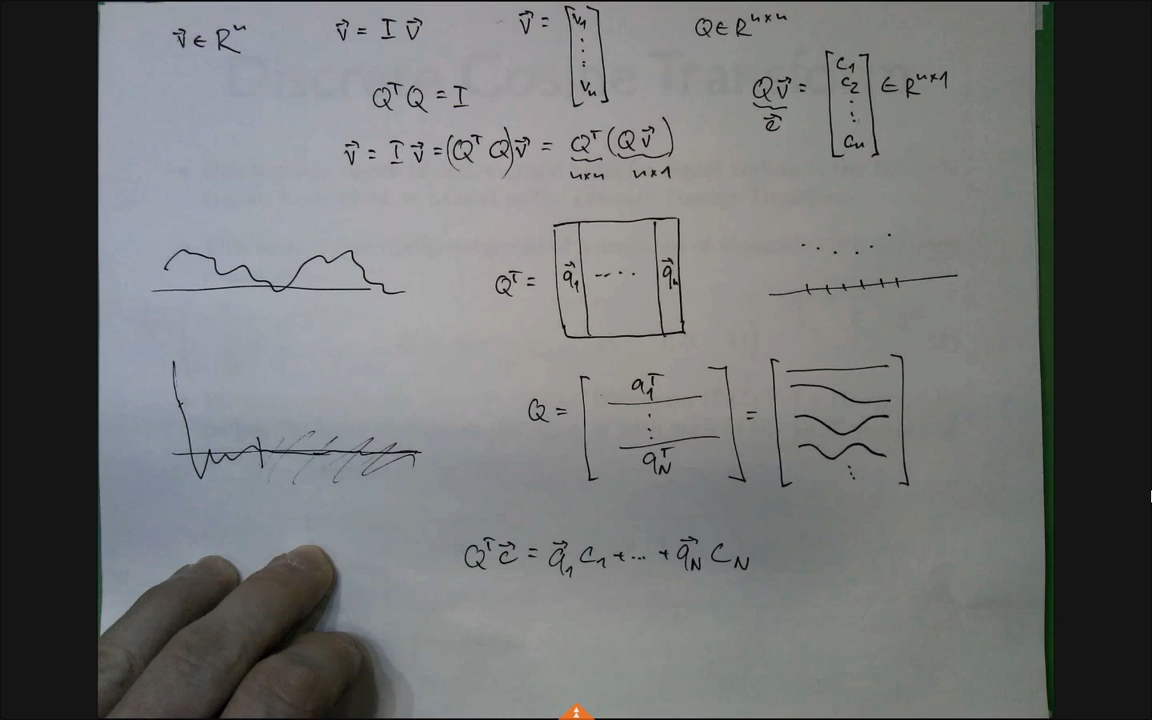 v⃗ ∈ Rⁿ v⃗ = I v⃗ v⃗ = [v₁ ⋮ vₙ] Q ∈ Rⁿˣⁿ
QᵀQ = I Qv⃗ = [c₁ c₂ ⋮ cₙ] ∈ Rⁿˣ¹
c⃗
v⃗ = I v⃗ = (QᵀQ)v⃗ = Qᵀ(Qv⃗)
n×n n×1
Qᵀ = [q⃗₁ .... q⃗ₙ]
Q = [q₁ᵀ ⋮ q_Nᵀ] = [ ⋮ ]
Qᵀc⃗ = q⃗₁c₁ + ... + q⃗_N c_N